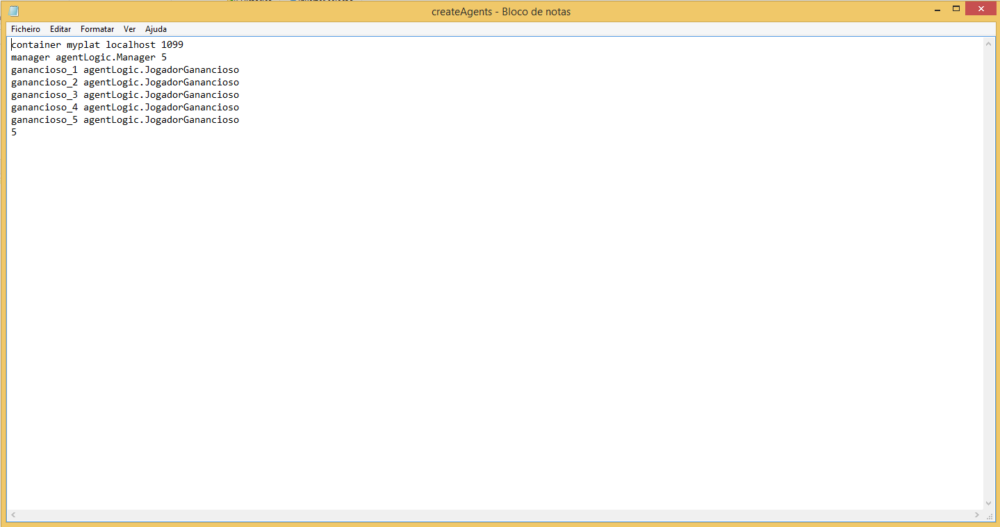 createAgents - Bloco de notas
Ficheiro Editar Formatar Ver Ajuda
container myplat localhost 1099
manager agentLogic.Manager 5
ganancioso_1 agentLogic.JogadorGanancioso
ganancioso_2 agentLogic.JogadorGanancioso
ganancioso_3 agentLogic.JogadorGanancioso
ganancioso_4 agentLogic.JogadorGanancioso
ganancioso_5 agentLogic.JogadorGanancioso
5